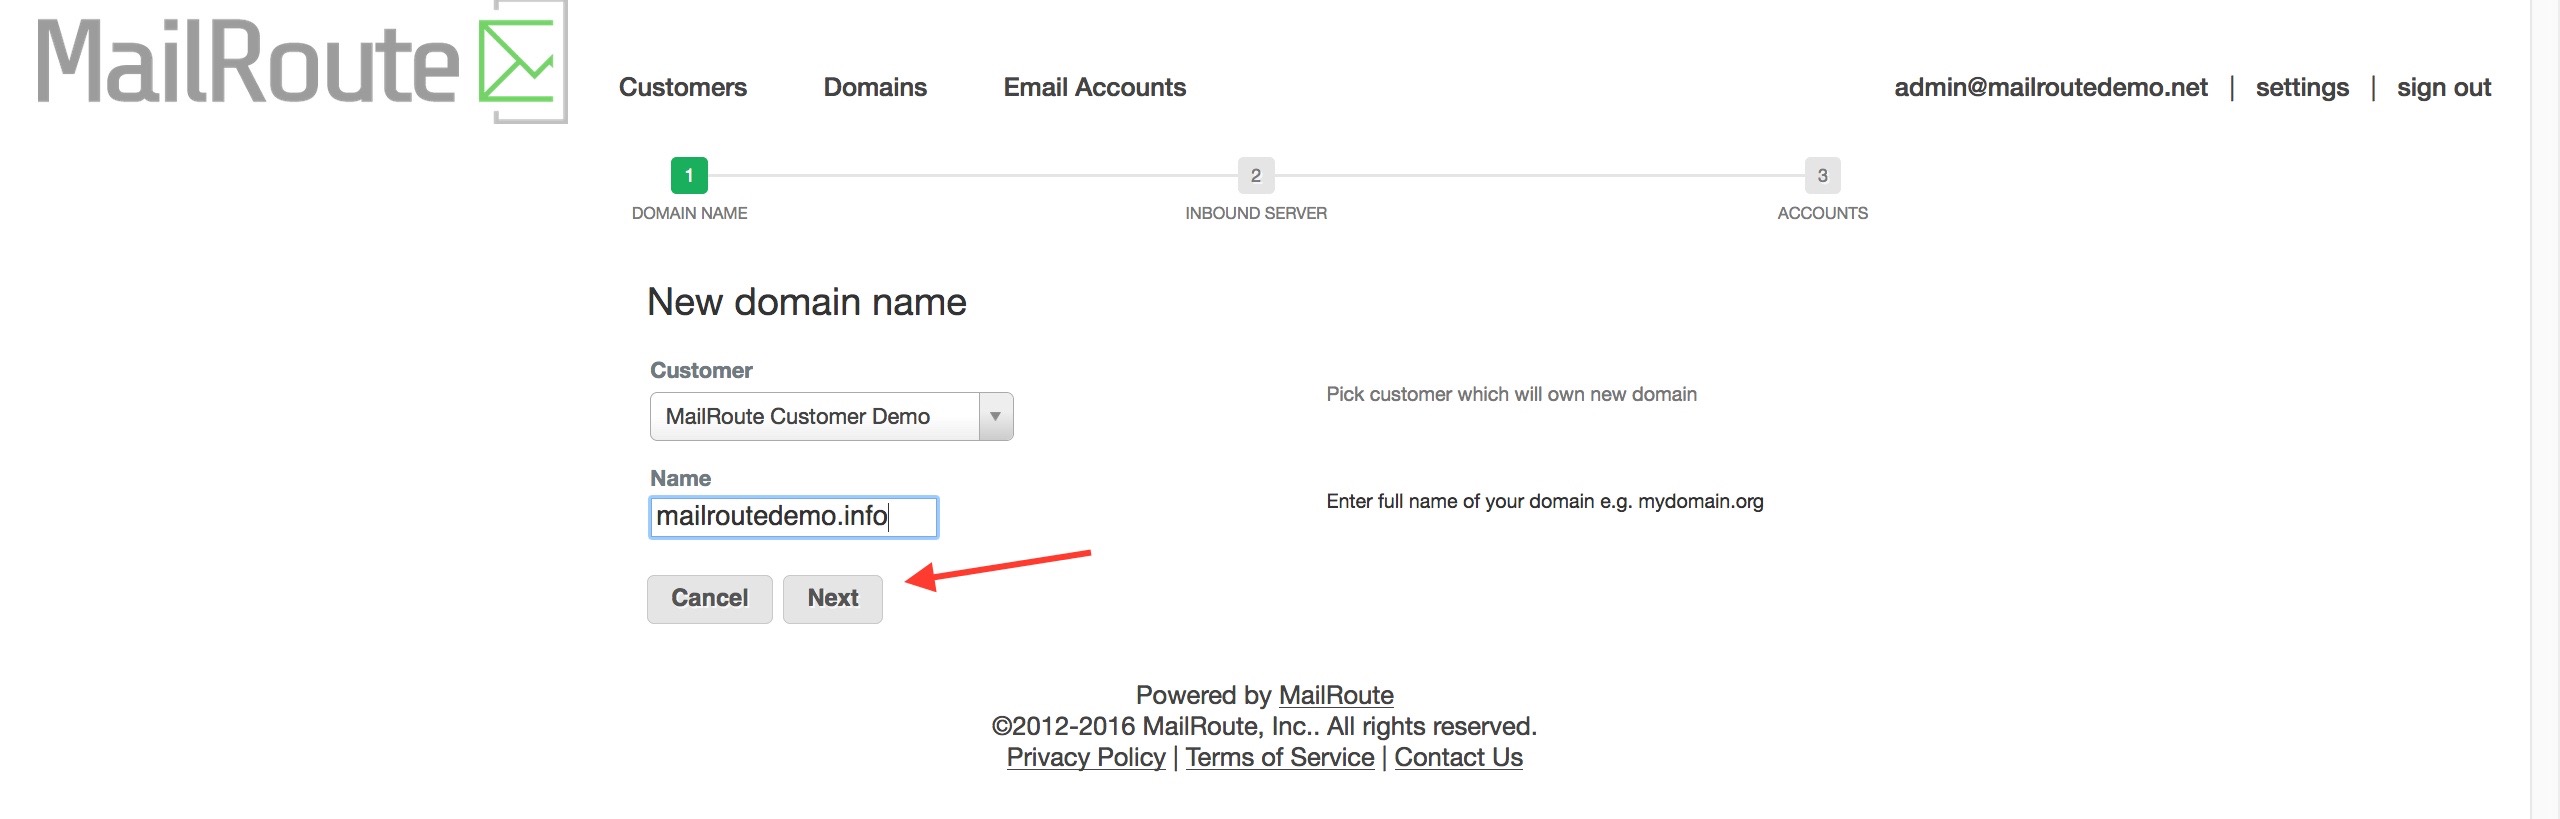 MailRoute
Customers Domains Email Accounts admin@mailroutedemo.net | settings | sign out
1 2 3
DOMAIN NAME INBOUND SERVER ACCOUNTS
New domain name
Customer
Pick customer which will own new domain
MailRoute Customer Demo
Name
Enter full name of your domain e.g. mydomain.org
mailroutedemo.info
Cancel Next
Powered by MailRoute
©2012-2016 MailRoute, Inc.. All rights reserved.
Privacy Policy | Terms of Service | Contact Us